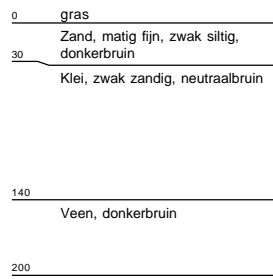 0 gras
Zand, matig fijn, zwak siltig,
donkerbruin
30
Klei, zwak zandig, neutraalbruin
140
Veen, donkerbruin
200